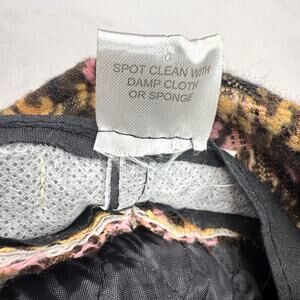 SPOT CLEAN WITH
DAMP CLOTH
OR SPONGE